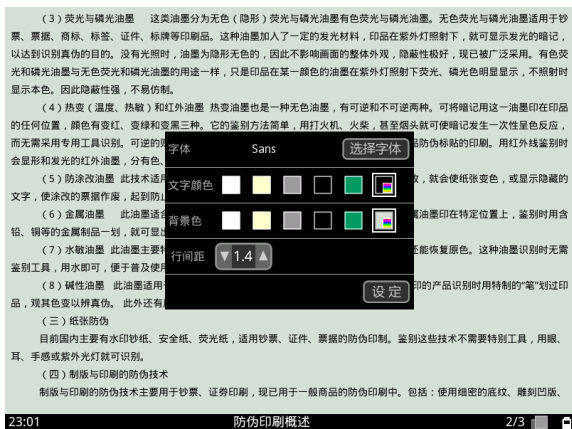 （3）荧光与磷光油墨 这类油墨分为无色（隐形）荧光与磷光油墨有色荧光与磷光油墨。无色荧光与磷光油墨适用于钞
票、票据、商标、标签、证件、标牌等印刷品。这种油墨加入了一定的发光材料，印品在紫外灯照射下，就可显示发光的暗记，
以达到识别真伪的目的。没有光照时，油墨为隐形无色的，因此不影响画面的整体外观，隐蔽性极好，现已被广泛采用。有色荧
光和磷光油墨与无色荧光和磷光油墨的用途一样，只是印品在某一颜色的油墨在紫外灯照射下荧光、磷光色明显显示，不照射时
显示本色。因此隐蔽性强，不易仿制。
（4）热变（温度、热敏）和红外油墨 热变油墨也是一种无色油墨，有可逆和不可逆两种。可将暗记用这一油墨印在印品
的任何位置，颜色有变红、变绿和变黑三种。它的鉴别方法简单，用打火机、火柴，甚至烟头就可使暗记发生一次性呈色反应，
而无需采用专用工具识别。可逆的
品防伪标贴的印刷。用红外线鉴别时
会显形和发光的红外油墨，分有色、
（5）防涂改油墨 此技术适
，就会使纸张变色，或显示隐藏的
文字，使涂改的票据作废，起到防
（6）金属油墨 此油墨适
属油墨印在特定位置上，鉴别时用含
铅、铜等的金属制品一划，就可显
（7）水敏油墨 此油墨主要
能恢复原色。这种油墨识别时无需
鉴别工具，用水即可，便于普及使
（8）碱性油墨 此油墨适
印的产品识别时用特制的“笔”划过印
品，观其色变以辨真伪。 此外还有
字体 Sans 选择字体
文字颜色
背景色
行间距 ▼ 1.4 ▲
设 定
（三）纸张防伪
目前国内主要有水印钞纸、安全纸、荧光纸，适用钞票、证件、票据的防伪印制。鉴别这些技术不需要特别工具，用眼、
耳、手感或紫外光灯就可识别。
（四）制版与印刷的防伪技术
制版与印刷的防伪技术主要用于钞票、证券印刷，现已用于一般商品的防伪印刷中。包括：使用细密的底纹、雕刻凹版、
23:01 防伪印刷概述 2/3